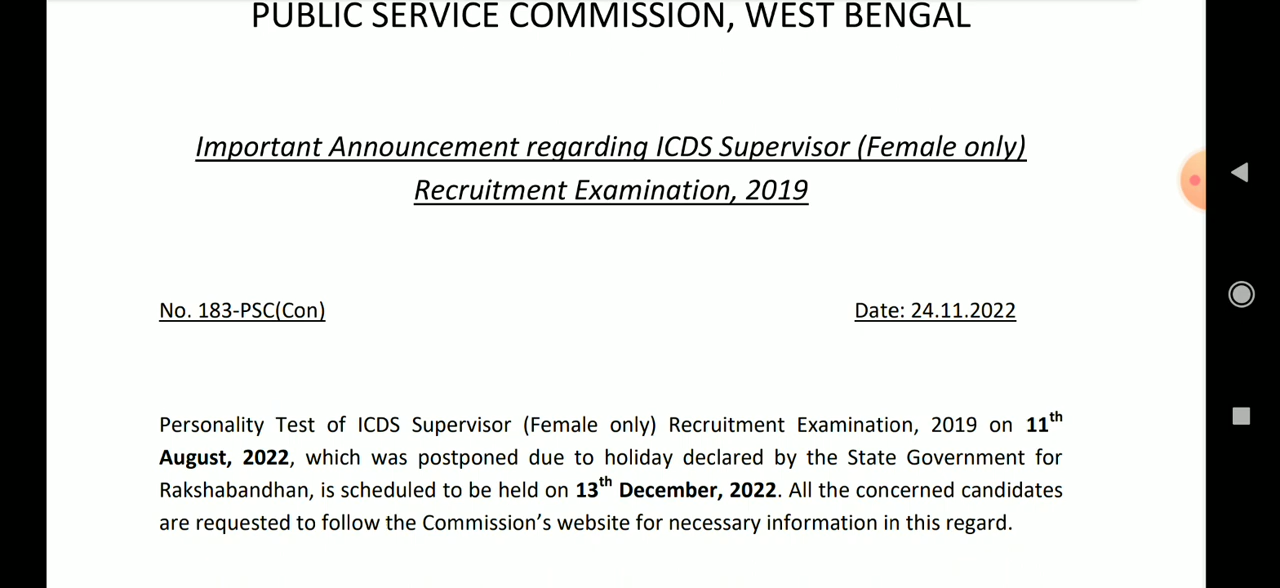 PUBLIC SERVICE COMMISSION, WEST BENGAL
Important Announcement regarding ICDS Supervisor (Female only)
Recruitment Examination, 2019
No. 183-PSC(Con) Date: 24.11.2022
Personality Test of ICDS Supervisor (Female only) Recruitment Examination, 2019 on 11th
August, 2022, which was postponed due to holiday declared by the State Government for
Rakshabandhan, is scheduled to be held on 13th December, 2022. All the concerned candidates
are requested to follow the Commission’s website for necessary information in this regard.